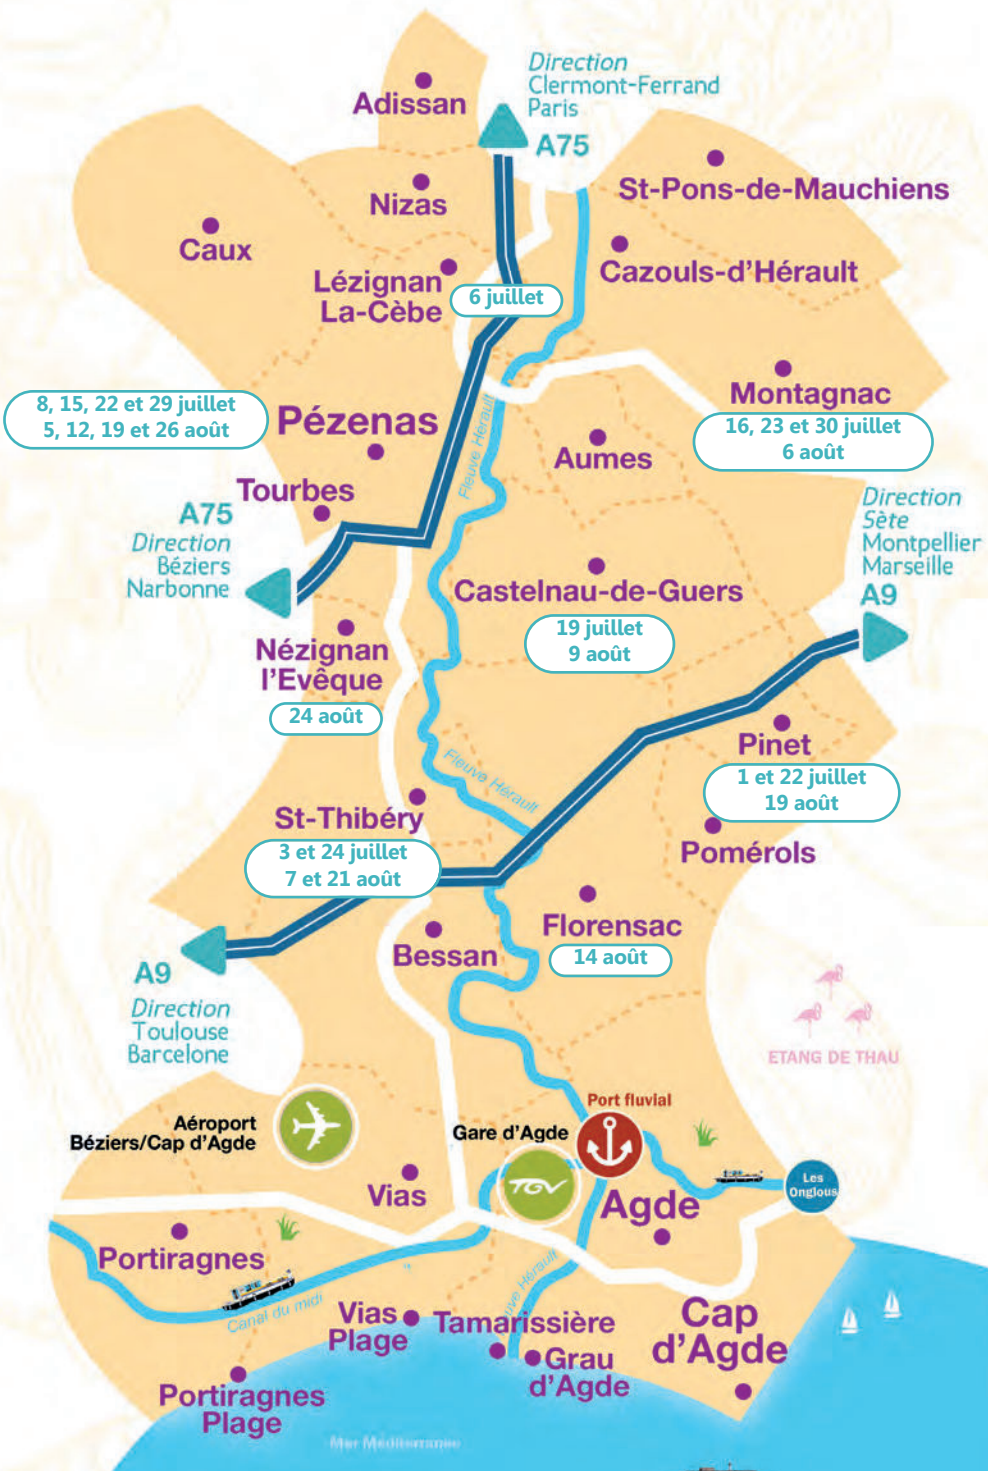 Direction
Clermont-Ferrand
Paris
A75
Adissan
St-Pons-de-Mauchiens
Nizas
Caux
Cazouls-d'Hérault
Lézignan
La-Cèbe
6 juillet
Montagnac
16, 23 et 30 juillet
6 août
8, 15, 22 et 29 juillet
5, 12, 19 et 26 août
Pézenas
Fleuve Hérault
Aumes
Tourbes
A75
Direction
Béziers
Narbonne
Direction
Sète
Montpellier
Marseille
A9
Castelnau-de-Guers
19 juillet
9 août
Nézignan
l'Evêque
24 août
Pinet
1 et 22 juillet
19 août
Fleuve Hérault
St-Thibéry
3 et 24 juillet
7 et 21 août
Pomérols
Florensac
14 août
Bessan
A9
Direction
Toulouse
Barcelone
ETANG DE THAU
Port fluvial
Aéroport
Béziers/Cap d'Agde
Gare d'Agde
TGV
Les
Onglous
Vias
Agde
Portiragnes
Canal du midi
Fleuve Hérault
Vias
Plage
Tamarissière
Cap
d'Agde
Grau
d'Agde
Portiragnes
Plage
Mer Méditerranée